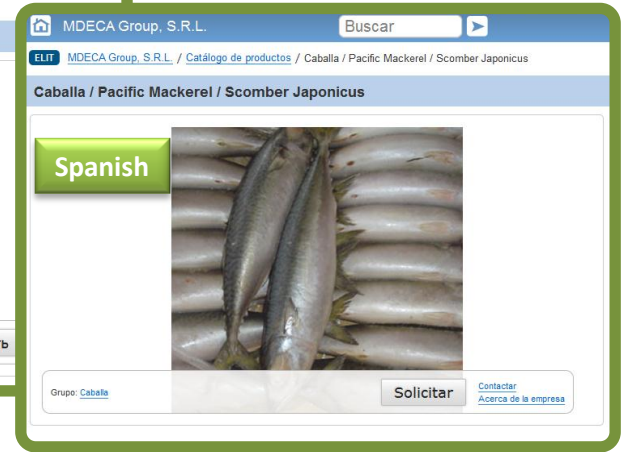 MDECA Group, S.R.L.
Buscar
ELIT MDECA Group, S.R.L. / Catálogo de productos / Caballa / Pacific Mackerel / Scomber Japonicus
Caballa / Pacific Mackerel / Scomber Japonicus
Spanish
Grupo: Caballa
Solicitar
Contactar
Acerca de la empresa